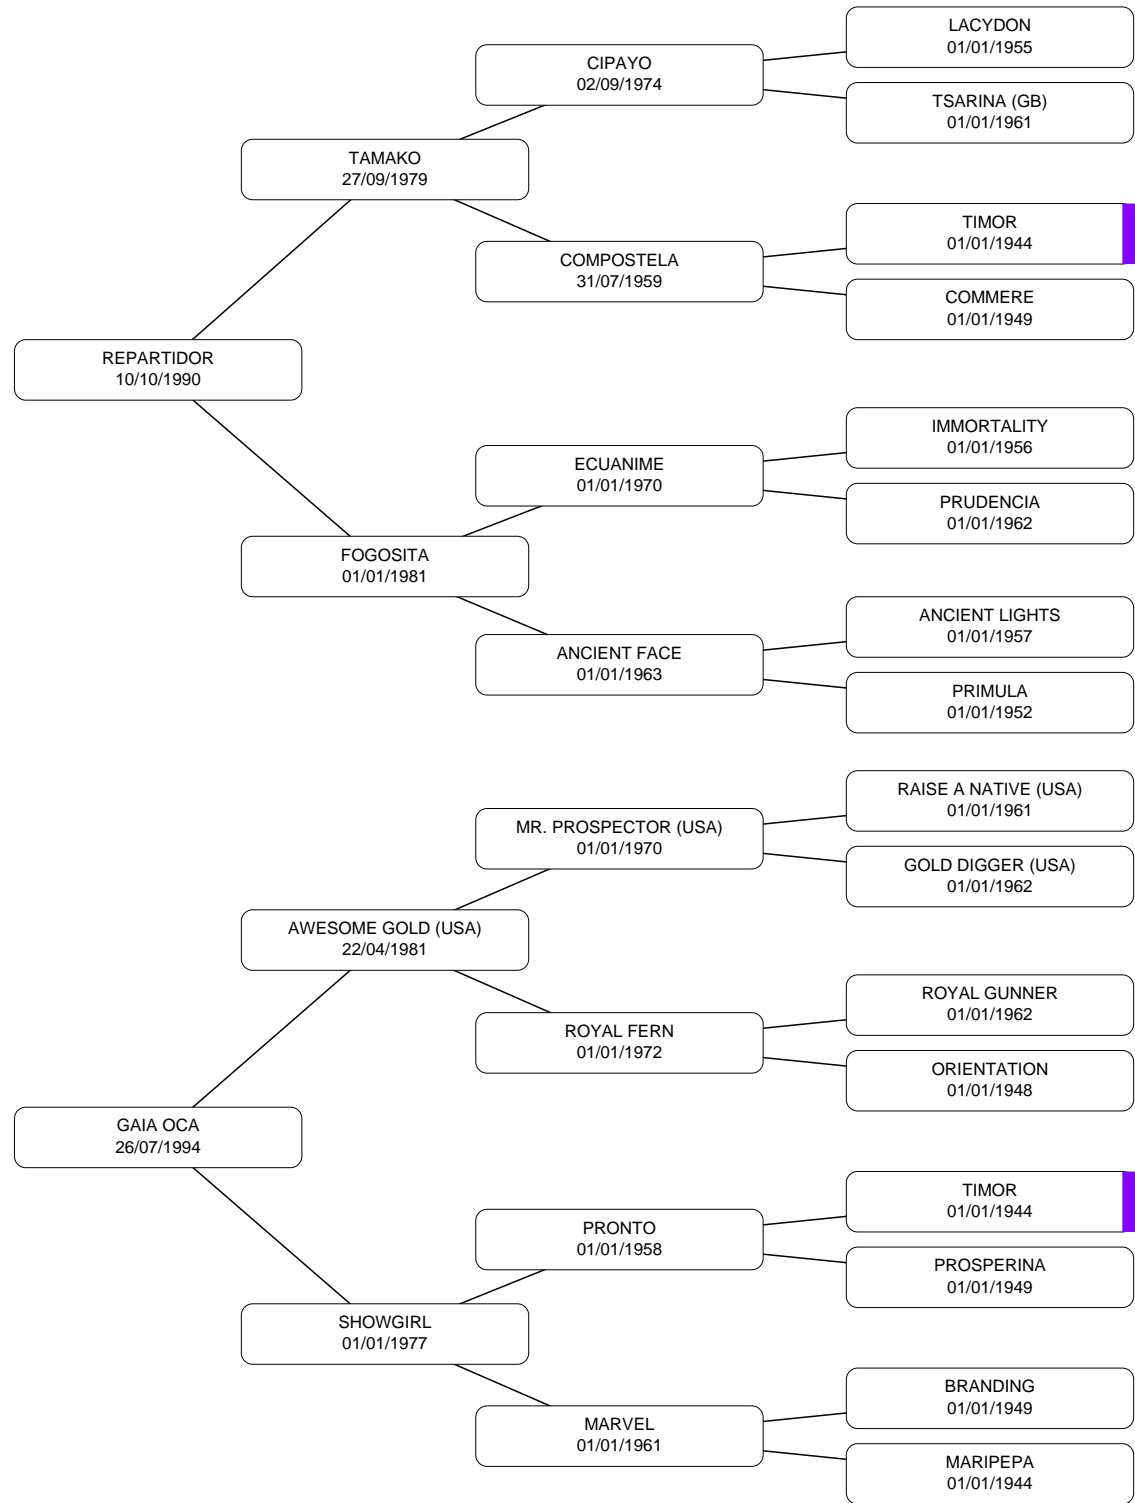 LACYDON
01/01/1955
CIPAYO
02/09/1974
TSARINA (GB)
01/01/1961
TAMAKO
27/09/1979
TIMOR
01/01/1944
COMPOSTELA
31/07/1959
COMMERE
01/01/1949
REPARTIDOR
10/10/1990
IMMORTALITY
01/01/1956
ECUANIME
01/01/1970
PRUDENCIA
01/01/1962
FOGOSITA
01/01/1981
ANCIENT LIGHTS
01/01/1957
ANCIENT FACE
01/01/1963
PRIMULA
01/01/1952
RAISE A NATIVE (USA)
01/01/1961
MR. PROSPECTOR (USA)
01/01/1970
GOLD DIGGER (USA)
01/01/1962
AWESOME GOLD (USA)
22/04/1981
ROYAL GUNNER
01/01/1962
ROYAL FERN
01/01/1972
ORIENTATION
01/01/1948
GAIA OCA
26/07/1994
TIMOR
01/01/1944
PRONTO
01/01/1958
PROSPERINA
01/01/1949
SHOWGIRL
01/01/1977
BRANDING
01/01/1949
MARVEL
01/01/1961
MARIPEPA
01/01/1944